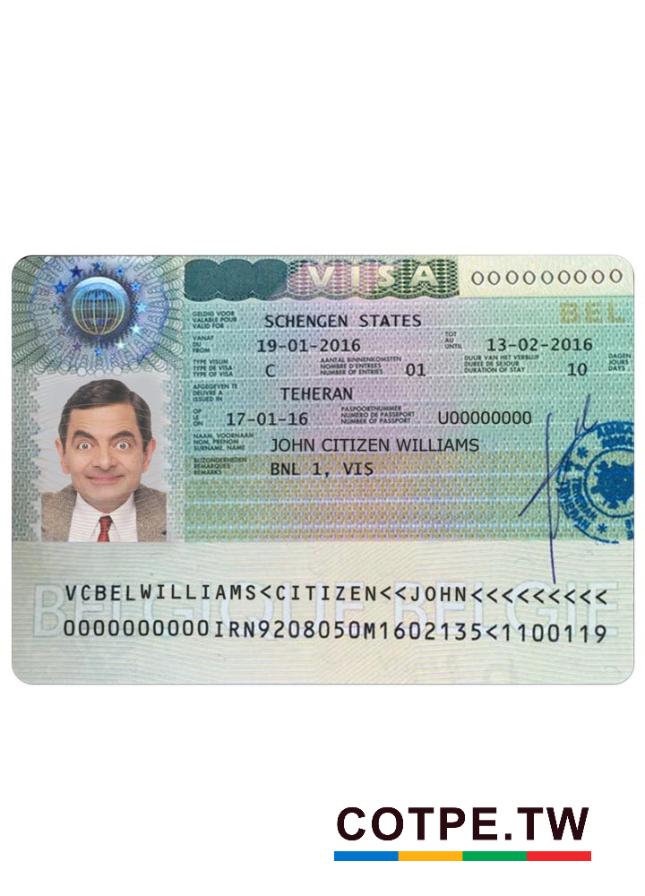 VISA 000000000
BEL
GELDIG VOOR
VALABLE POUR
VALID FOR
SCHENGEN STATES
VANAF
DU
FROM
19-01-2016
TOT
AU
UNTIL
13-02-2016
TYPE VISUM
TYPE DE VISA
TYPE OF VISA
C
AANTAL BINNENKOMSTEN
NOMBRE D'ENTREES
NUMBER OF ENTRIES
01
DUUR VAN HET VERBLIJF
DUREE DE SEJOUR
DURATION OF STAY
10
DAGEN
JOURS
DAYS
AFGEGEVEN TE
DELIVRE A
ISSUED IN
TEHERAN
OP
LE
ON
17-01-16
PASPOORTNUMMER
NUMERO DE PASSEPORT
NUMBER OF PASSPORT
U00000000
NAAM, VOORNAAM
NOM, PRENOM
SURNAME, NAME
JOHN CITIZEN WILLIAMS
BIJZONDERHEDEN
REMARQUES
REMARKS
BNL 1, VIS
BELGIQUE BELGIE
VCBELWILLIAMS<CITIZEN<<JOHN<<<<<<<<<
0000000000IRN9208050M1602135<1100119
COTPE.TW